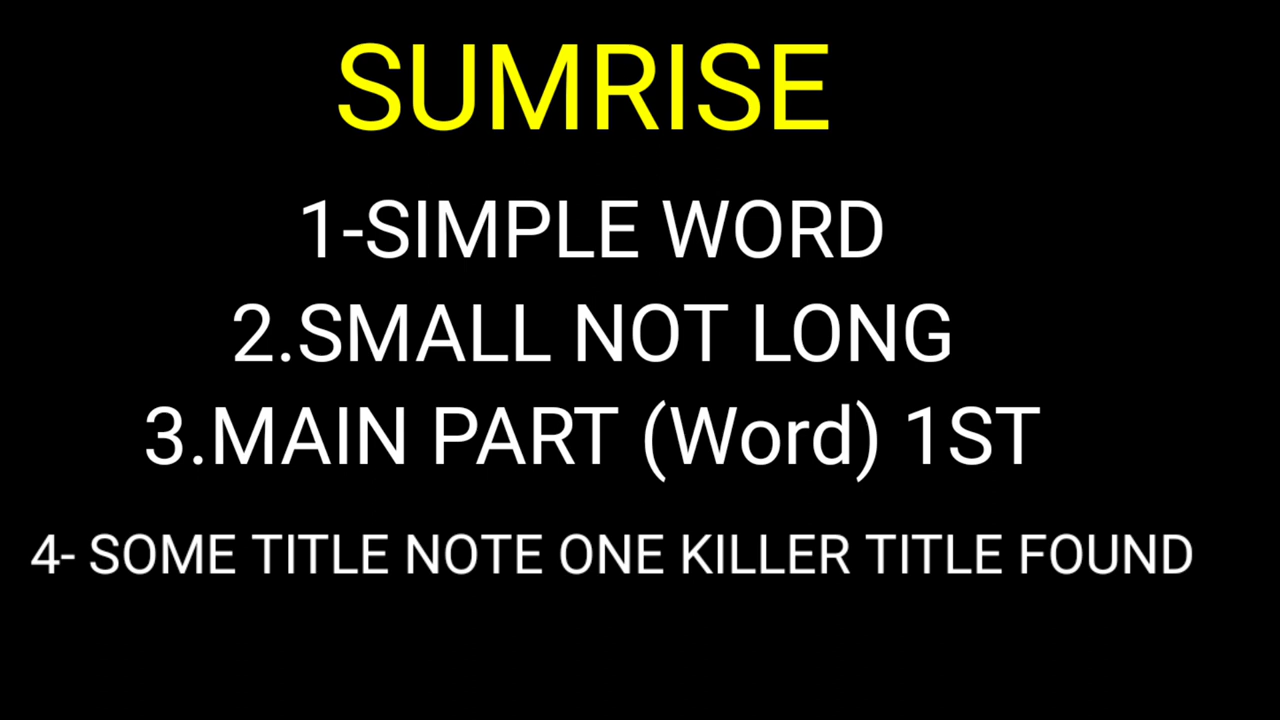 SUMRISE
1-SIMPLE WORD
2.SMALL NOT LONG
3.MAIN PART (Word) 1ST
4- SOME TITLE NOTE ONE KILLER TITLE FOUND